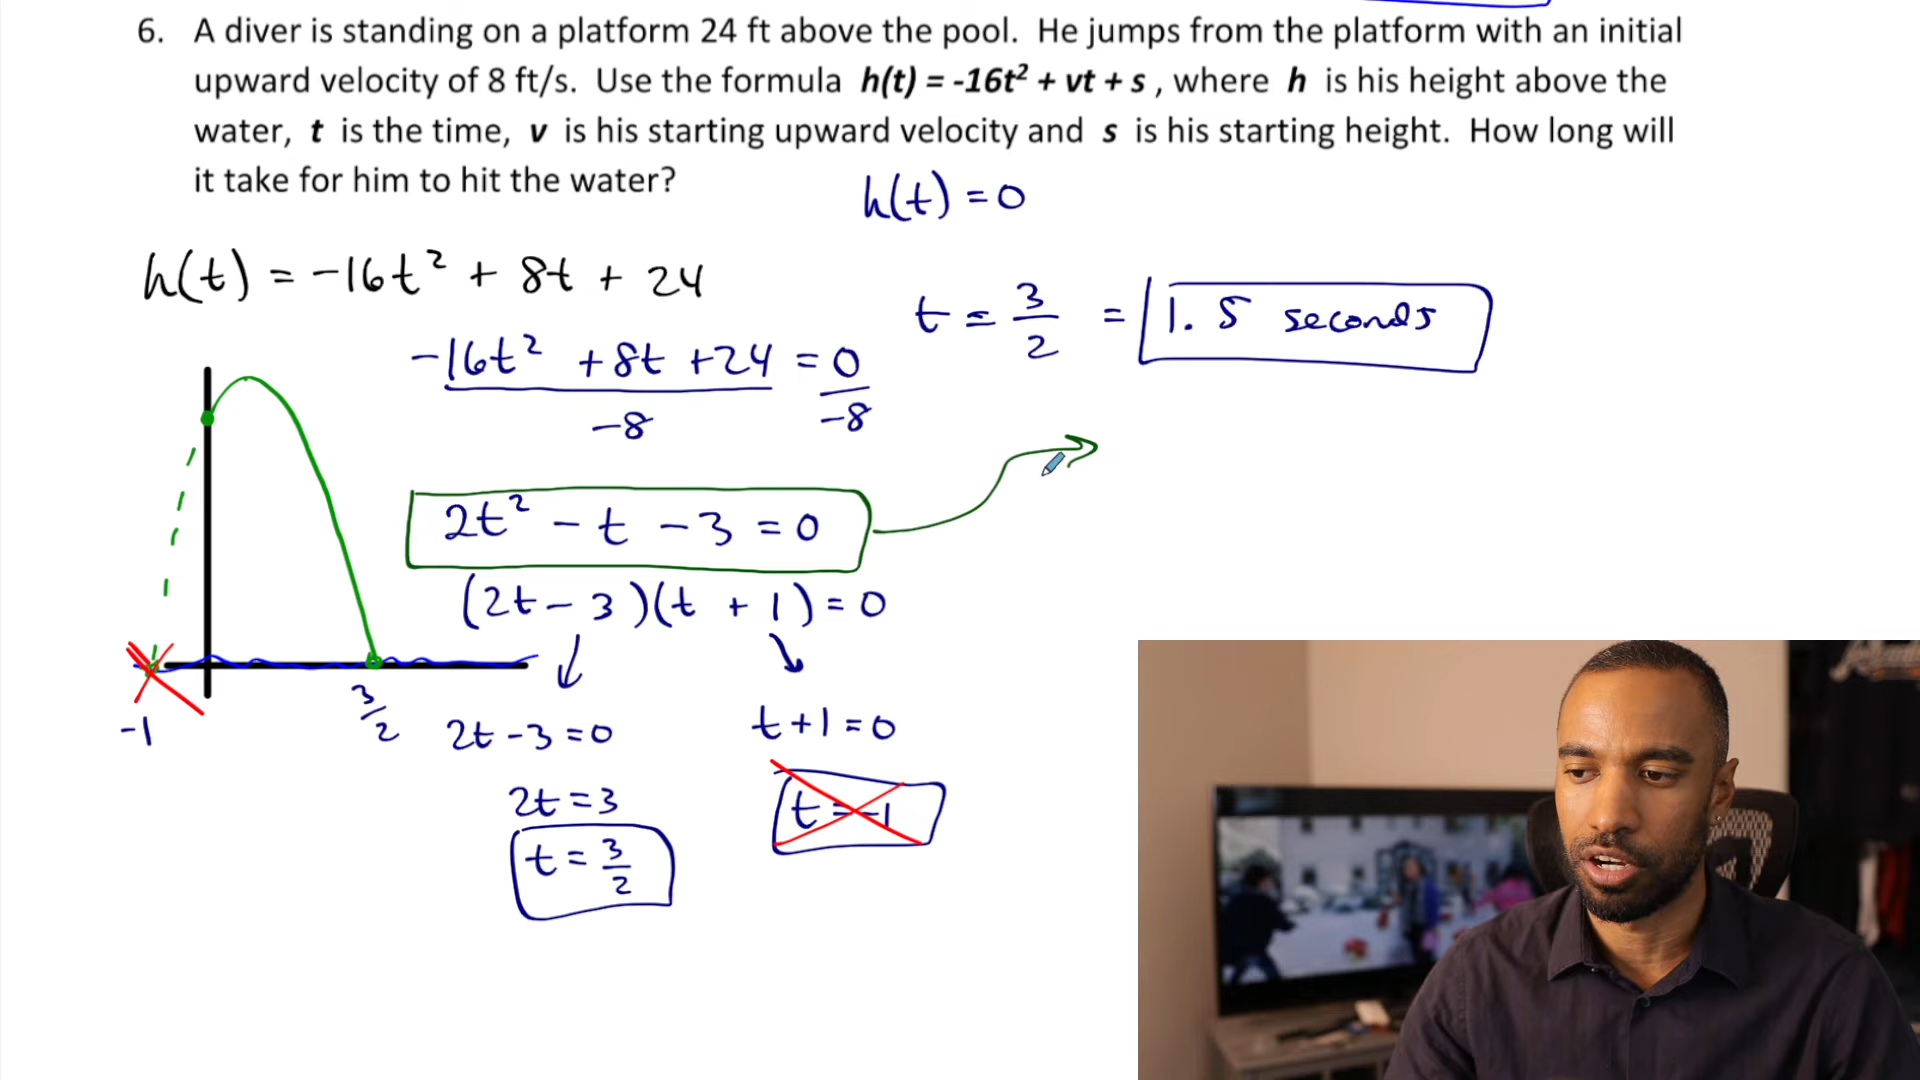 6. A diver is standing on a platform 24 ft above the pool. He jumps from the platform with an initial
upward velocity of 8 ft/s. Use the formula h(t) = -16t² + vt + s , where h is his height above the
water, t is the time, v is his starting upward velocity and s is his starting height. How long will
it take for him to hit the water?
h(t) = 0
h(t) = -16t² + 8t + 24
t = 3/2 = 1.5 seconds
-16t² + 8t + 24 = 0
-8 -8
2t² - t - 3 = 0
(2t - 3)(t + 1) = 0
-1
3/2
2t - 3 = 0
t + 1 = 0
2t = 3
t = -1
t = 3/2